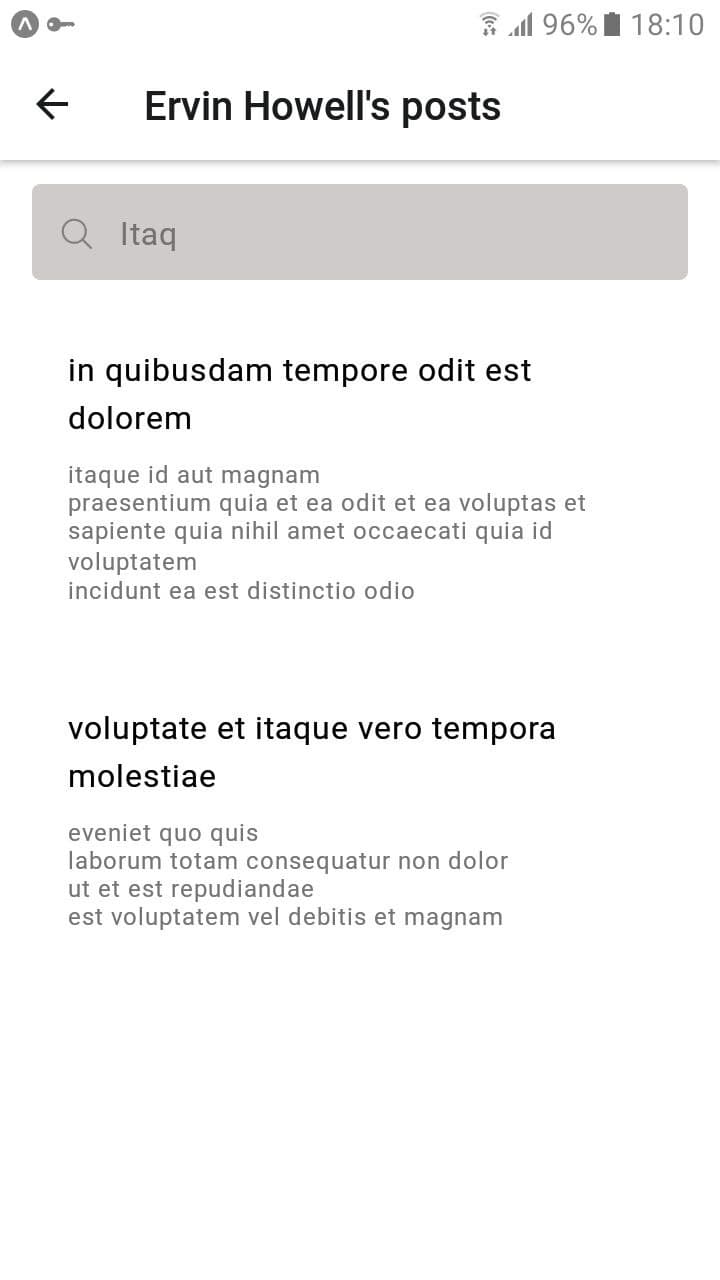 96% 18:10
Ervin Howell's posts
Itaq
in quibusdam tempore odit est
dolorem
itaque id aut magnam
praesentium quia et ea odit et ea voluptas et
sapiente quia nihil amet occaecati quia id
voluptatem
incidunt ea est distinctio odio
voluptate et itaque vero tempora
molestiae
eveniet quo quis
laborum totam consequatur non dolor
ut et est repudiandae
est voluptatem vel debitis et magnam